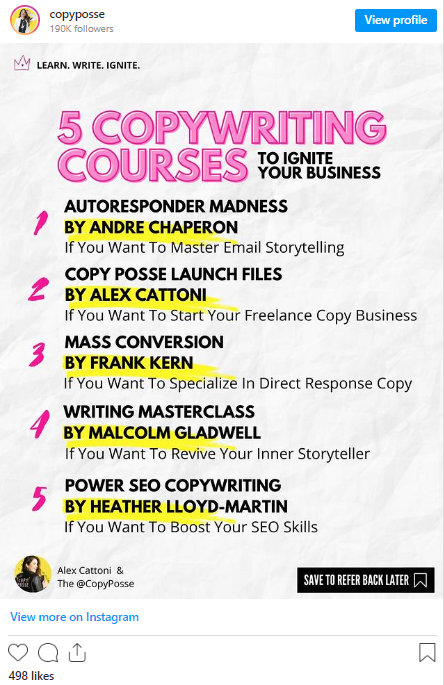 copyposse
190K followers
View profile
LEARN. WRITE. IGNITE.
5 COPYWRITING
COURSES TO IGNITE
YOUR BUSINESS
1 AUTORESPONDER MADNESS
BY ANDRE CHAPERON
If You Want To Master Email Storytelling
2 COPY POSSE LAUNCH FILES
BY ALEX CATTONI
If You Want To Start Your Freelance Copy Business
3 MASS CONVERSION
BY FRANK KERN
If You Want To Specialize In Direct Response Copy
4 WRITING MASTERCLASS
BY MALCOLM GLADWELL
If You Want To Revive Your Inner Storyteller
5 POWER SEO COPYWRITING
BY HEATHER LLOYD-MARTIN
If You Want To Boost Your SEO Skills
Alex Cattoni &
The @CopyPosse
SAVE TO REFER BACK LATER
View more on Instagram
498 likes